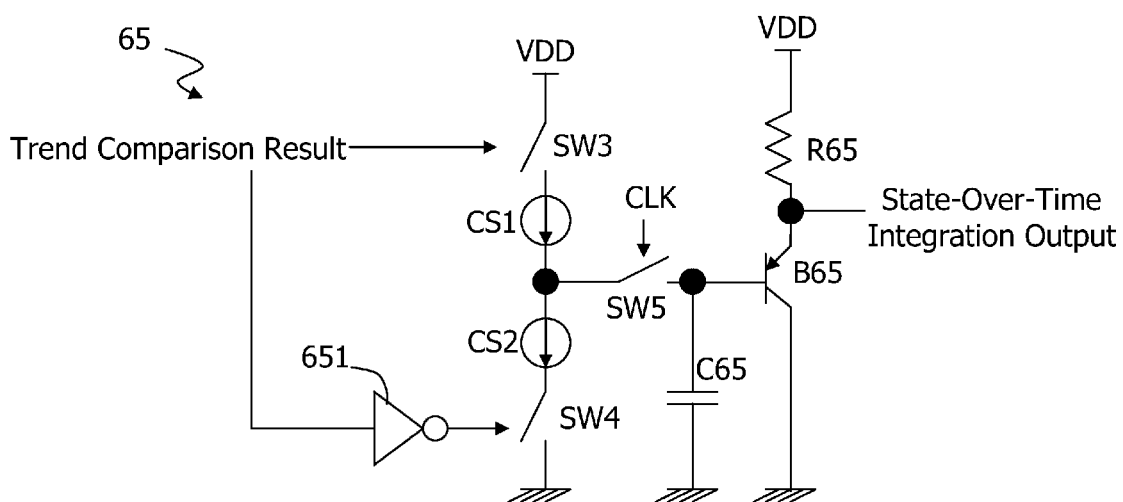 65
VDD
VDD
Trend Comparison Result
SW3
R65
CS1
CLK
State-Over-Time
Integration Output
B65
SW5
CS2
651
C65
SW4